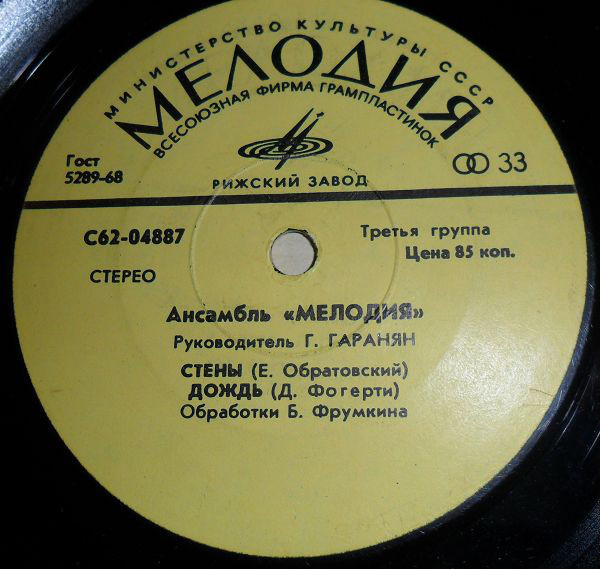 МИНИСТЕРСТВО КУЛЬТУРЫ СССР
МЕЛОДИЯ
ВСЕСОЮЗНАЯ ФИРМА ГРАМПЛАСТИНОК
Гост
5289-68
33
РИЖСКИЙ ЗАВОД
С62-04887
Третья группа
Цена 85 коп.
СТЕРЕО
Ансамбль «МЕЛОДИЯ»
Руководитель Г. ГАРАНЯН
СТЕНЫ (Е. Обратовский)
ДОЖДЬ (Д. Фогерти)
Обработки Б. Фрумкина